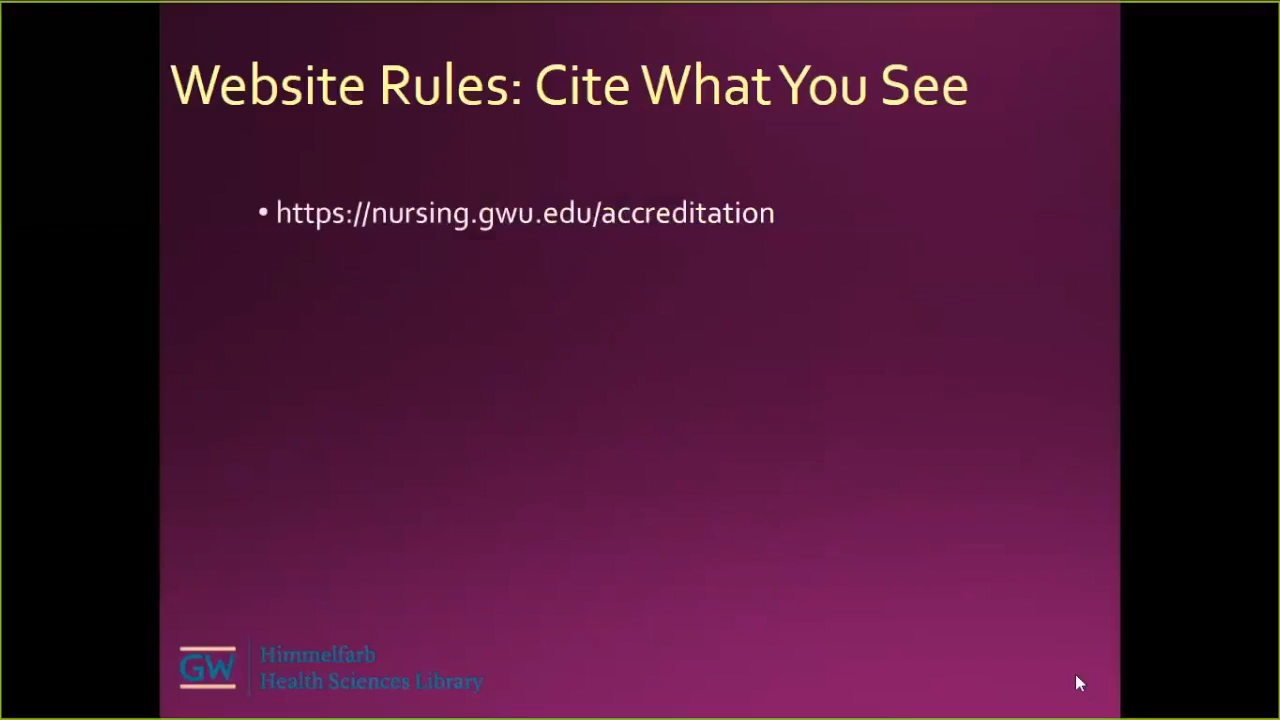 Website Rules: Cite What You See
• https://nursing.gwu.edu/accreditation
GW
Himmelfarb
Health Sciences Library